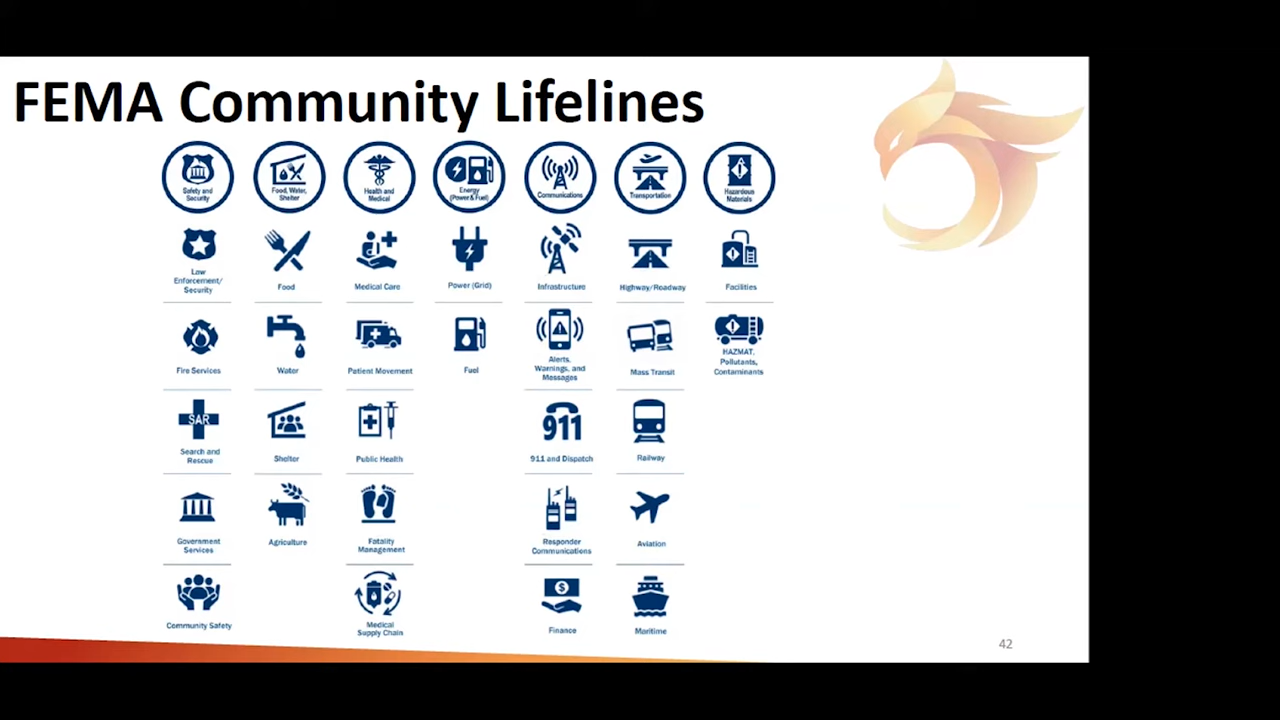 FEMA Community Lifelines
Safety and
Security
Food, Water,
Shelter
Health and
Medical
Energy
(Power & Fuel)
Communications
Transportation
Hazardous
Materials
Law
Enforcement/
Security
Food
Medical Care
Power (Grid)
Infrastructure
Highway/Roadway
Facilities
Fire Services
Water
Patient Movement
Fuel
Alerts,
Warnings, and
Messages
Mass Transit
HAZMAT,
Pollutants,
Contaminants
SAR
Search and
Rescue
Shelter
Public Health
911
911 and Dispatch
Railway
Government
Services
Agriculture
Fatality
Management
Responder
Communications
Aviation
Community Safety
Medical
Supply Chain
$
Finance
Maritime
42